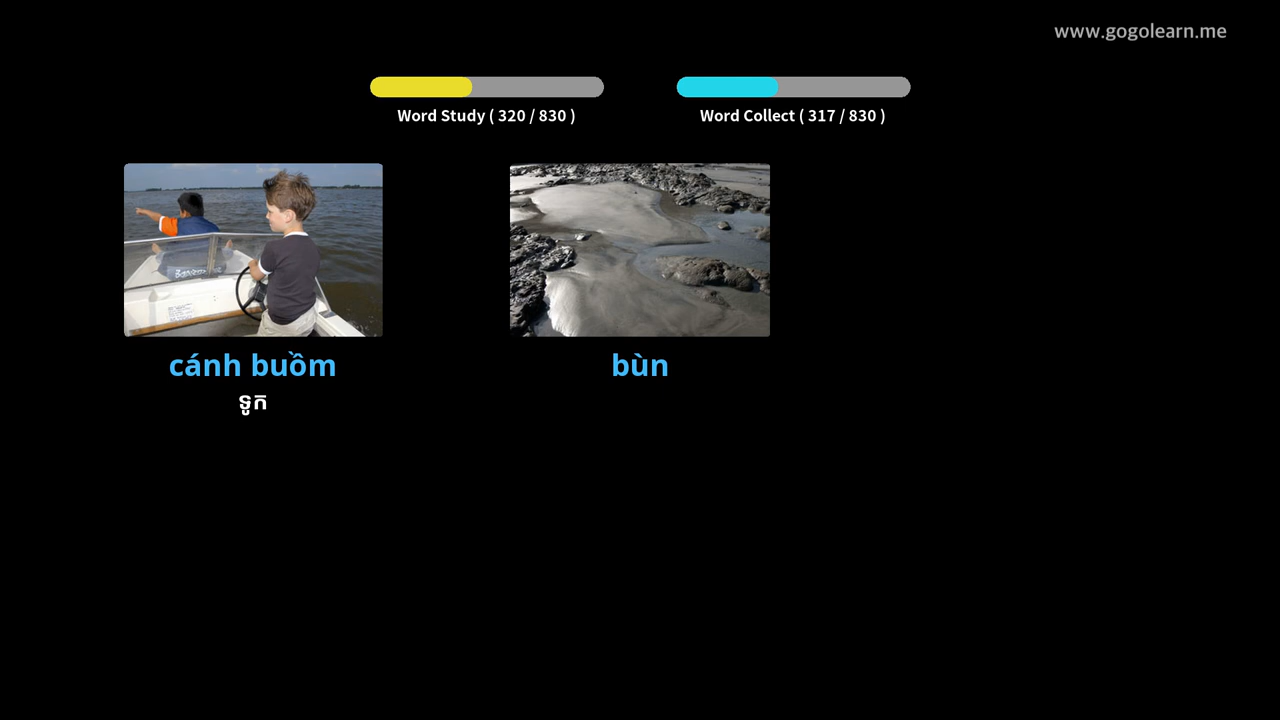 www.gogolearn.me
Word Study ( 320 / 830 )
Word Collect ( 317 / 830 )
cánh buồm
bùn
ទូក